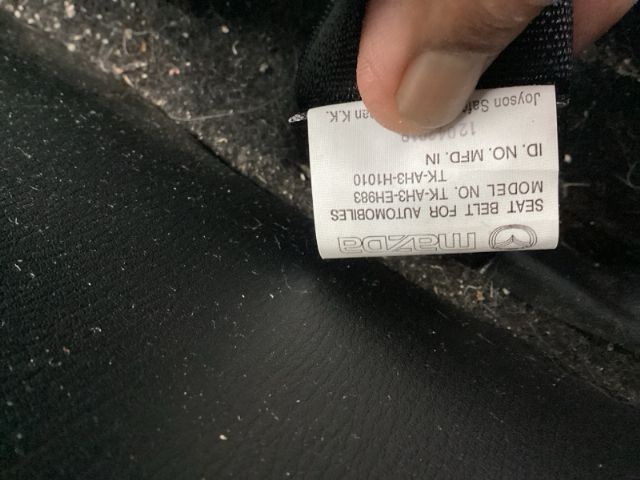 mazda
SEAT BELT FOR AUTOMOBILES
MODEL NO. TK-AH3-EH983
TK-AH3-H1010
ID. NO. MFD. IN
Joyson K.K.